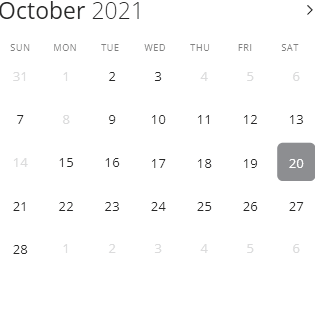 October 2021
SUN MON TUE WED THU FRI SAT
31 1 2 3 4 5 6
7 8 9 10 11 12 13
14 15 16 17 18 19 20
21 22 23 24 25 26 27
28 1 2 3 4 5 6